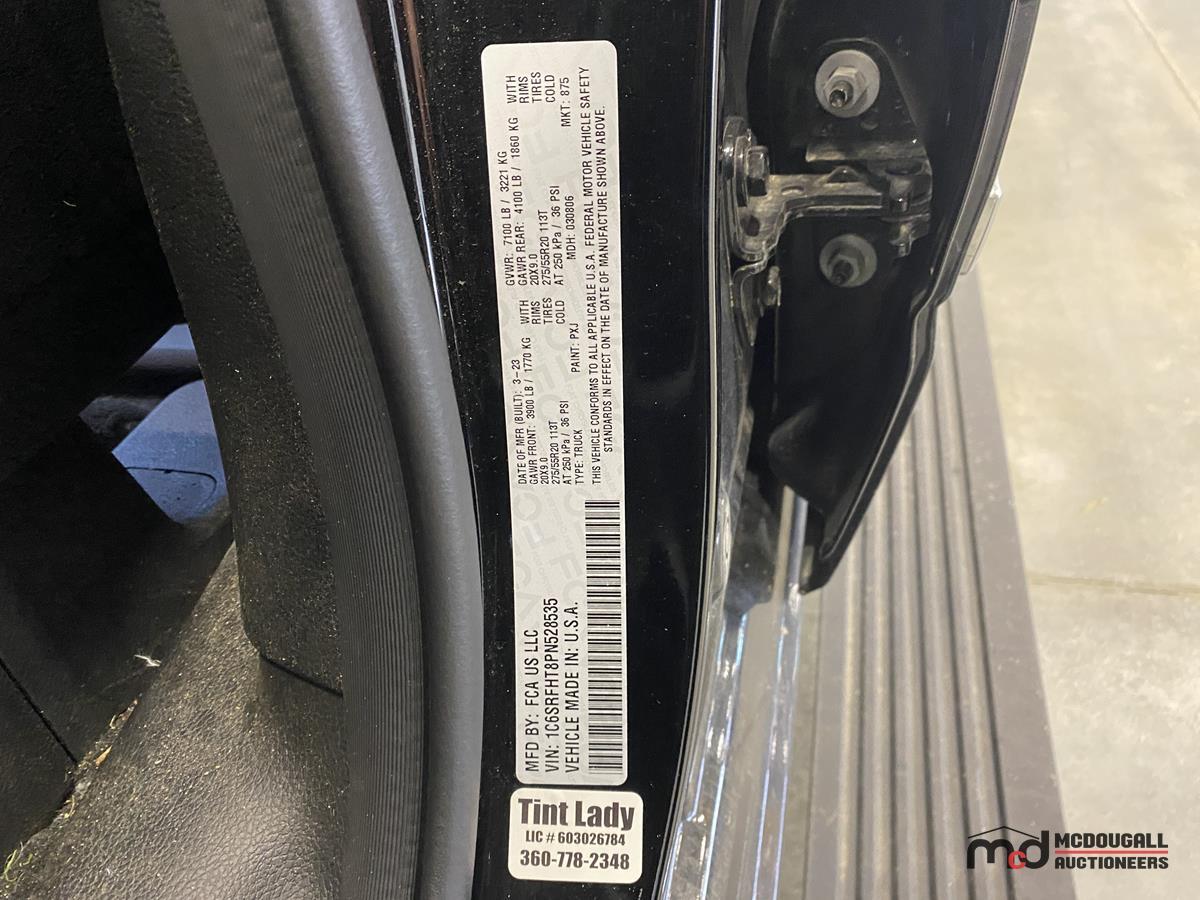 MFD BY: FCA US LLC
DATE OF MFR (BUILT): 3-23
GVWR: 7100 LB / 3221 KG
GAWR FRONT: 3900 LB / 1770 KG WITH
GAWR REAR: 4100 LB / 1860 KG WITH
20X9.0 RIMS
20X9.0 RIMS
275/55R20 113T TIRES
275/55R20 113T TIRES
AT 250 kPa / 36 PSI COLD
AT 250 kPa / 36 PSI COLD
VIN: 1C6SRFHT8PN528535
TYPE: TRUCK PAINT: PXJ MDH: 030806 MKT: 875
VEHICLE MADE IN: U.S.A.
THIS VEHICLE CONFORMS TO ALL APPLICABLE U.S.A. FEDERAL MOTOR VEHICLE SAFETY
STANDARDS IN EFFECT ON THE DATE OF MANUFACTURE SHOWN ABOVE.
Tint Lady
LIC # 603026784
360-778-2348
mcd MCDOUGALL
AUCTIONEERS